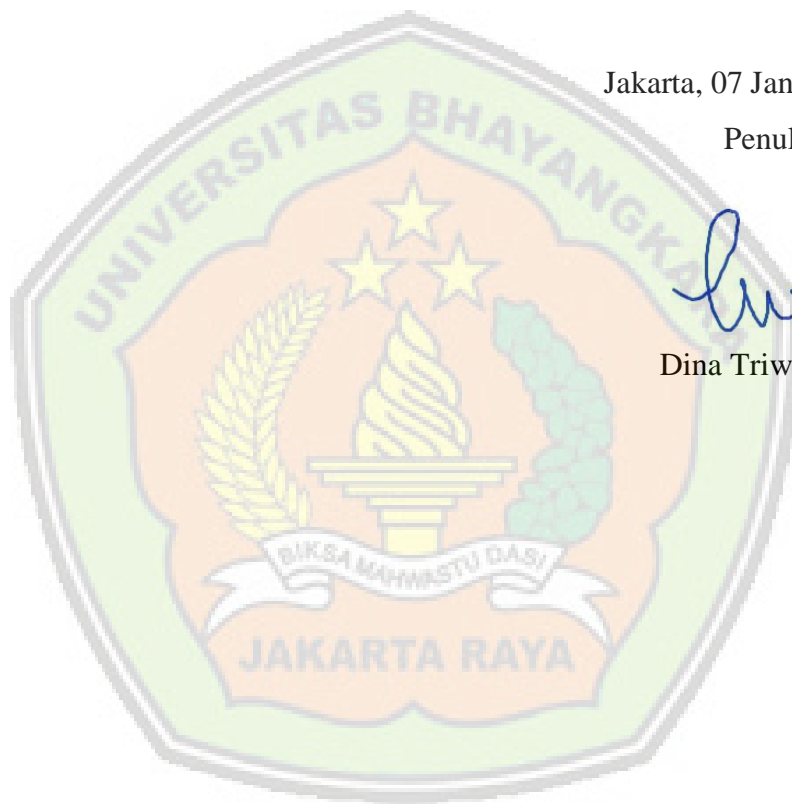 Jakarta, 07 Jan
Penul
Dina Triw
UNIVERSITAS BHAYANGKARA
BIKSA MAHWASTU DASI
JAKARTA RAYA